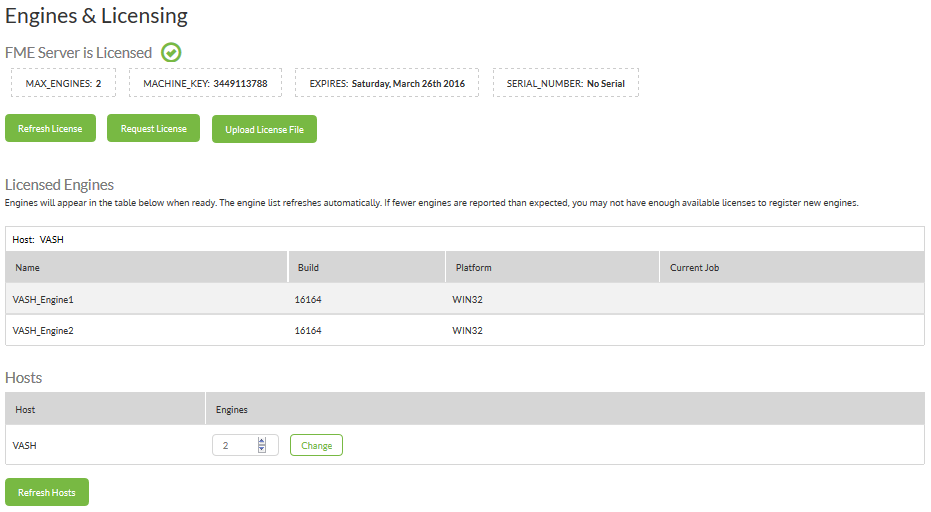 Engines & Licensing
FME Server is Licensed
MAX_ENGINES: 2 MACHINE_KEY: 3449113788 EXPIRES: Saturday, March 26th 2016 SERIAL_NUMBER: No Serial
Refresh License Request License Upload License File
Licensed Engines
Engines will appear in the table below when ready. The engine list refreshes automatically. If fewer engines are reported than expected, you may not have enough available licenses to register new engines.
Host: VASH
Name Build Platform Current Job
VASH_Engine1 16164 WIN32
VASH_Engine2 16164 WIN32
Hosts
Host Engines
VASH 2 Change
Refresh Hosts